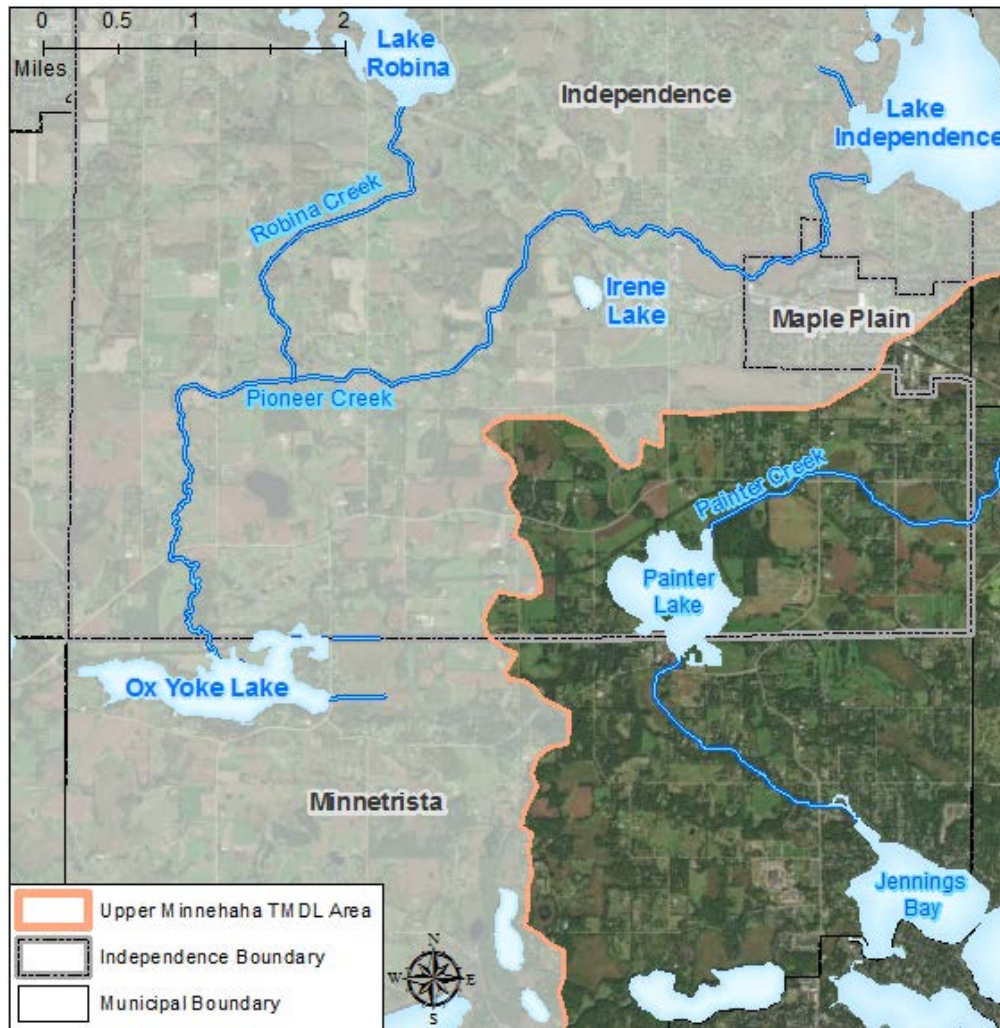 0 0.5 1 2
Miles
Lake
Robina
Independence
Lake
Independence
Robina Creek
Irene
Lake
Maple Plain
Pioneer Creek
Painter Creek
Painter
Lake
Ox Yoke Lake
Minnetrista
Jennings
Bay
Upper Minnehaha TMDL Area
Independence Boundary
Municipal Boundary
N
W E
S